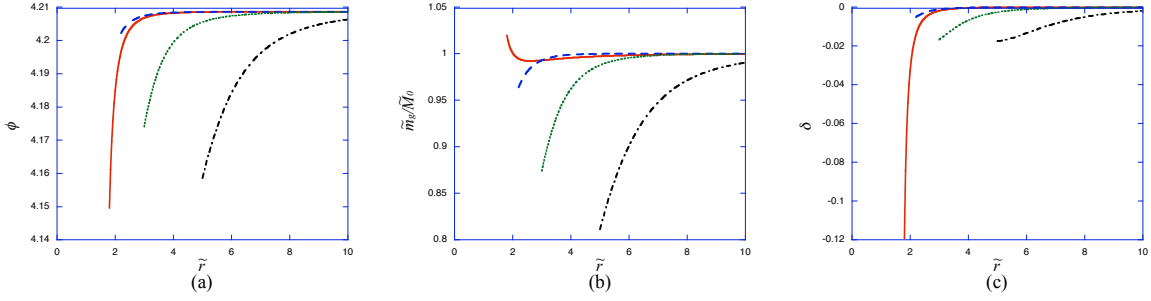 4.21
4.2
4.19
4.18
4.17
4.16
4.15
4.14
ϕ
0 2 4 6 8 10
r̃
(a)
1.05
1
0.95
0.9
0.85
0.8
m̃g/M̃0
0 2 4 6 8 10
r̃
(b)
0
-0.02
-0.04
-0.06
-0.08
-0.1
-0.12
δ
0 2 4 6 8 10
r̃
(c)